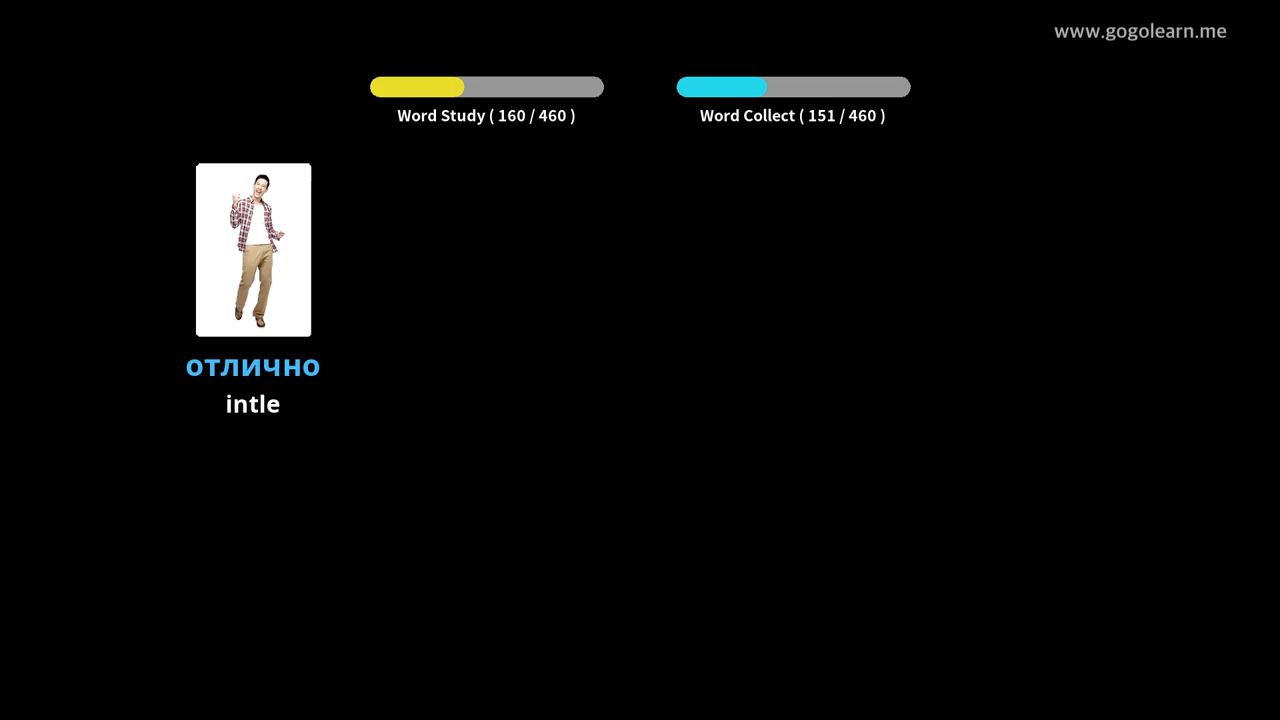 www.gogolearn.me
Word Study ( 160 / 460 )
Word Collect ( 151 / 460 )
отлично
intle